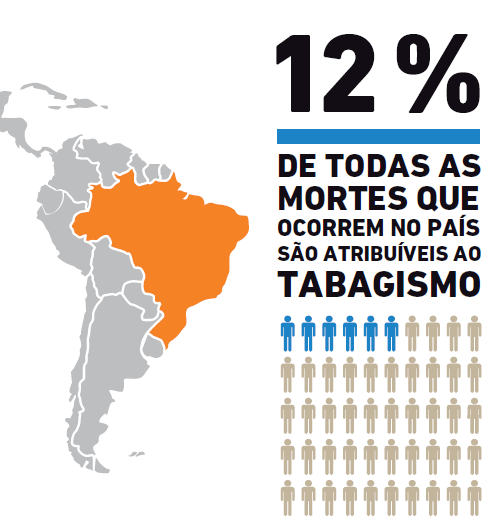 12%
DE TODAS AS
MORTES QUE
OCORREM NO PAÍS
SÃO ATRIBUÍVEIS AO
TABAGISMO